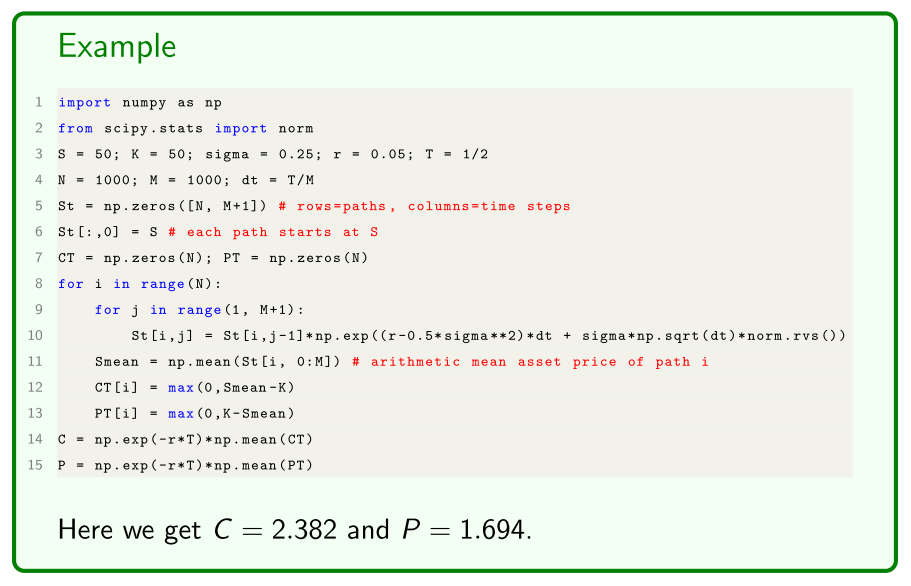 Example
1 import numpy as np
2 from scipy.stats import norm
3 S = 50; K = 50; sigma = 0.25; r = 0.05; T = 1/2
4 N = 1000; M = 1000; dt = T/M
5 St = np.zeros([N, M+1]) # rows=paths, columns=time steps
6 St[:,0] = S # each path starts at S
7 CT = np.zeros(N); PT = np.zeros(N)
8 for i in range(N):
9     for j in range(1, M+1):
10         St[i,j] = St[i,j-1]*np.exp((r-0.5*sigma**2)*dt + sigma*np.sqrt(dt)*norm.rvs())
11     Smean = np.mean(St[i, 0:M]) # arithmetic mean asset price of path i
12     CT[i] = max(0,Smean-K)
13     PT[i] = max(0,K-Smean)
14 C = np.exp(-r*T)*np.mean(CT)
15 P = np.exp(-r*T)*np.mean(PT)
Here we get C = 2.382 and P = 1.694.